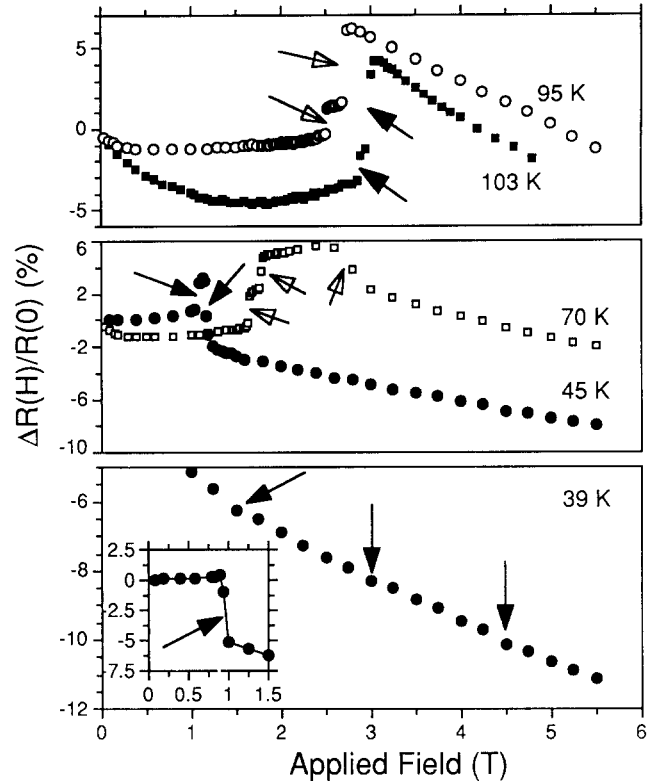 5
0
-5
95 K
103 K
ΔR(H)/R(0) (%)
6
2
-2
-6
-10
70 K
45 K
-6
-8
-10
-12
39 K
2.5
0
-2.5
-5
-7.5
0 0.5 1 1.5
0 1 2 3 4 5 6
Applied Field (T)